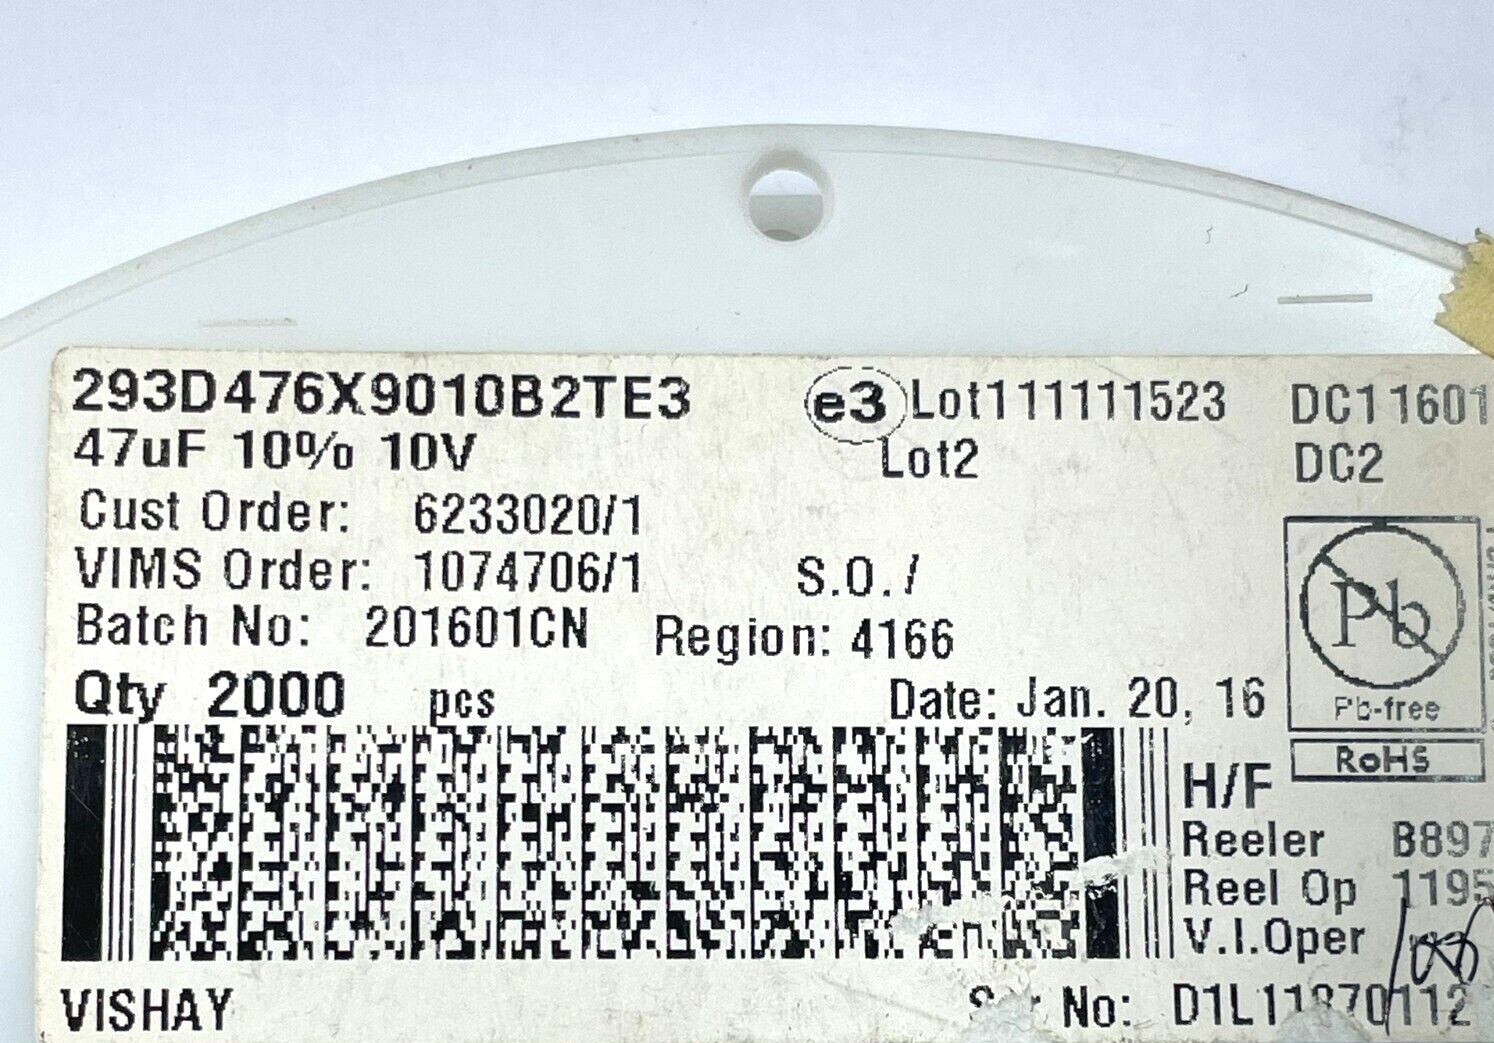 293D476X9010B2TE3 e3 Lot111111523 DC11601
47uF 10% 10V Lot2 DC2
Cust Order: 6233020/1
VIMS Order: 1074706/1 S.O./
Batch No: 201601CN Region: 4166
Qty 2000 pcs Date: Jan. 20, 16
Pb
Pb-free
RoHS
H/F
Reeler B897
Reel Op 1195
V.I.Oper
VISHAY No: